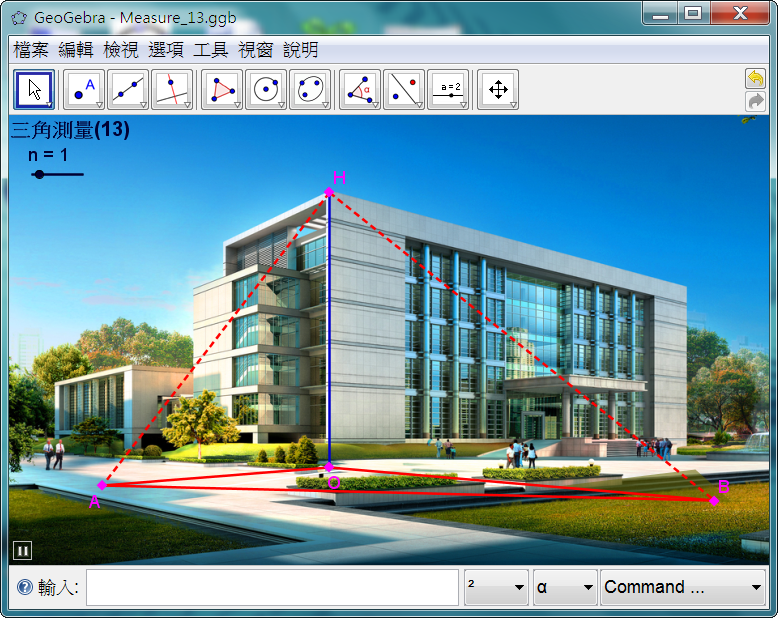 GeoGebra - Measure_13.ggb
檔案 編輯 檢視 選項 工具 視窗 說明
A
α
a=2
三角測量(13)
n = 1
H
A
O
B
輸入:
²
α
Command ...